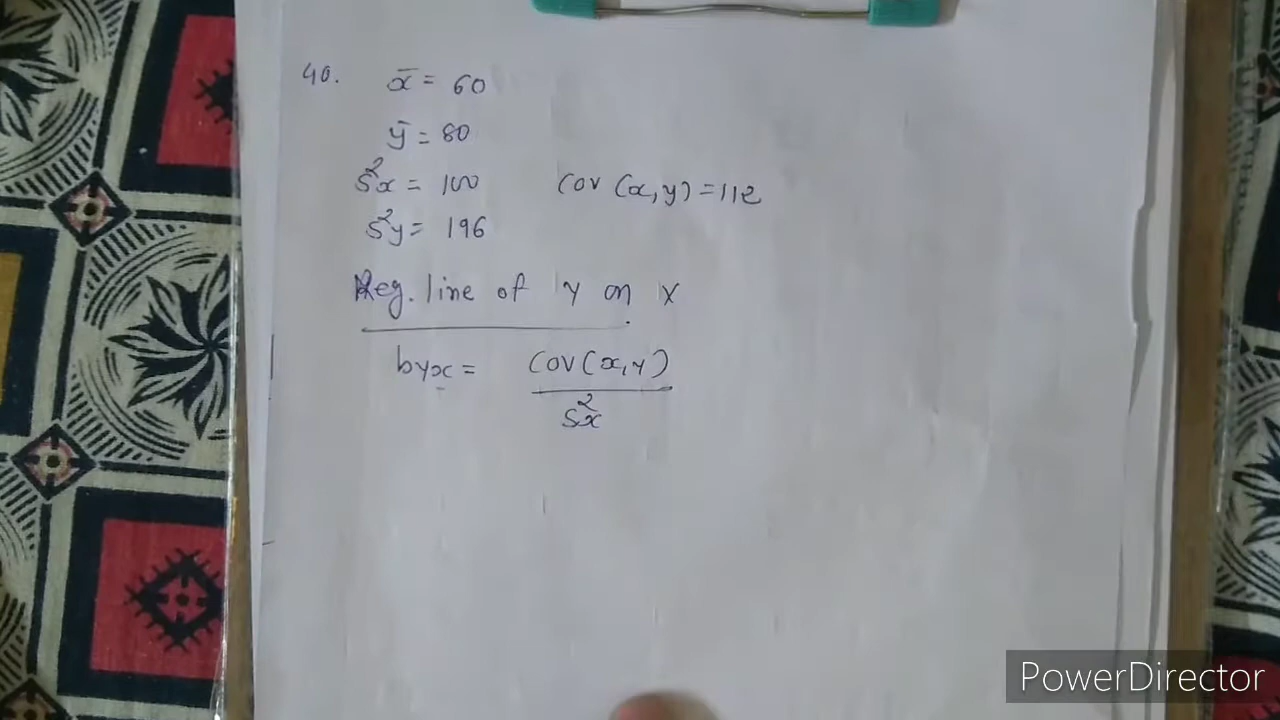 40. x̄ = 60
ȳ = 80
s²x = 100 Cov (x,y) = 112
s²y = 196
Reg. line of Y on X
byx = Cov(x,y)
s²x
PowerDirector